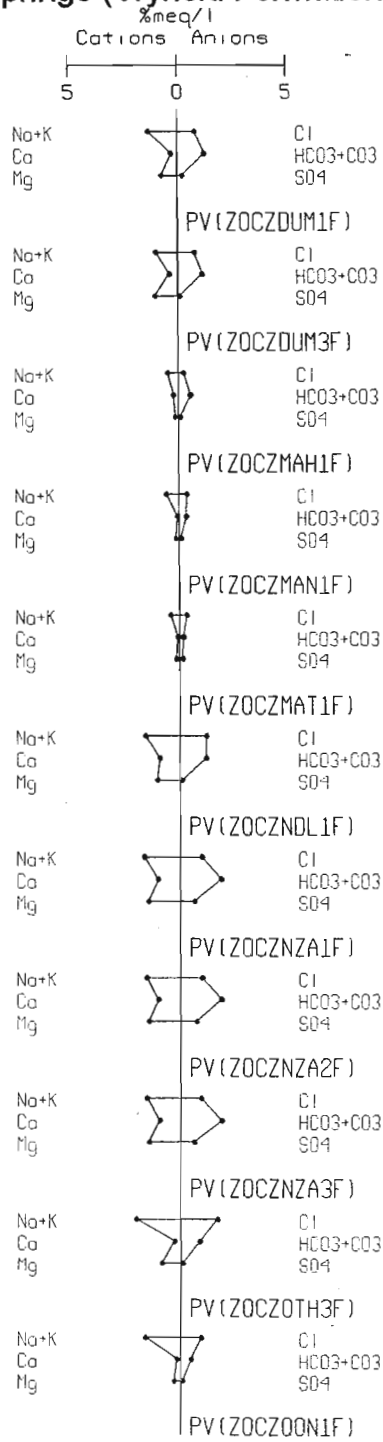 %meq/l
Cations Anions
5 0 5
Na+K Cl
Ca HCO3+CO3
Mg SO4
PV(ZOCZDUM1F)
Na+K Cl
Ca HCO3+CO3
Mg SO4
PV(ZOCZDUM3F)
Na+K Cl
Ca HCO3+CO3
Mg SO4
PV(ZOCZMAH1F)
Na+K Cl
Ca HCO3+CO3
Mg SO4
PV(ZOCZMAN1F)
Na+K Cl
Ca HCO3+CO3
Mg SO4
PV(ZOCZMAT1F)
Na+K Cl
Ca HCO3+CO3
Mg SO4
PV(ZOCZNDL1F)
Na+K Cl
Ca HCO3+CO3
Mg SO4
PV(ZOCZNZA1F)
Na+K Cl
Ca HCO3+CO3
Mg SO4
PV(ZOCZNZA2F)
Na+K Cl
Ca HCO3+CO3
Mg SO4
PV(ZOCZNZA3F)
Na+K Cl
Ca HCO3+CO3
Mg SO4
PV(ZOCZOTH3F)
Na+K Cl
Ca HCO3+CO3
Mg SO4
PV(ZOCZOON1F)